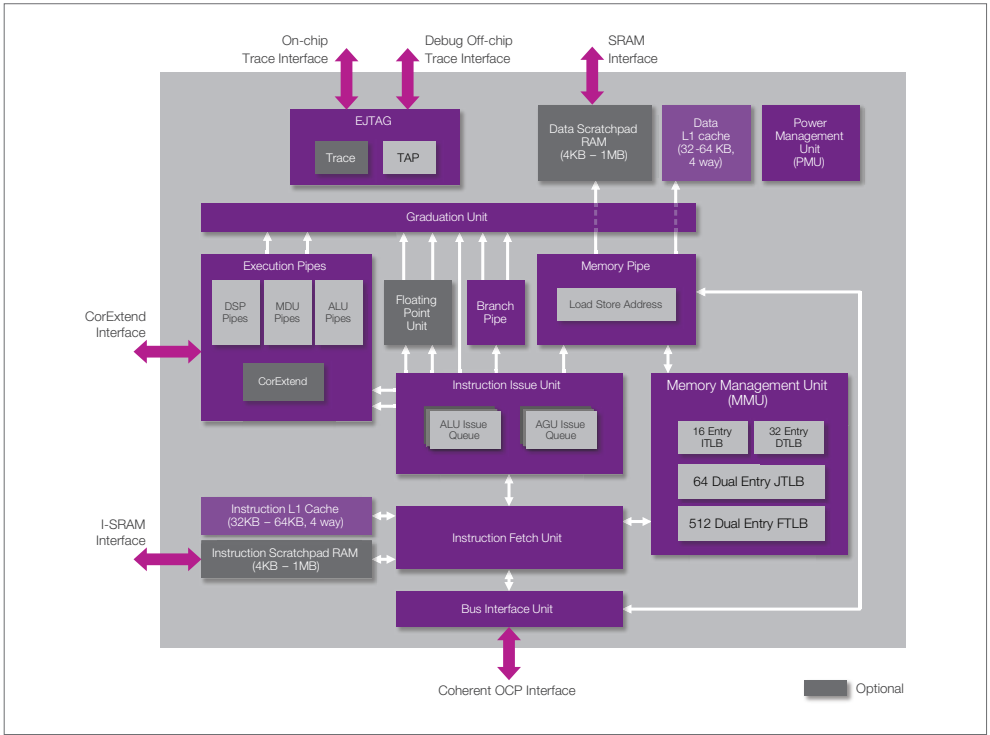 On-chip
Trace Interface
Debug Off-chip
Trace Interface
SRAM
Interface
EJTAG
Trace
TAP
Data Scratchpad
RAM
(4KB – 1MB)
Data
L1 cache
(32-64 KB,
4 way)
Power
Management
Unit
(PMU)
Graduation Unit
Execution Pipes
DSP
Pipes
MDU
Pipes
ALU
Pipes
CorExtend
CorExtend
Interface
Floating
Point
Unit
Branch
Pipe
Memory Pipe
Load Store Address
Instruction Issue Unit
ALU Issue
Queue
AGU Issue
Queue
Memory Management Unit
(MMU)
16 Entry
ITLB
32 Entry
DTLB
64 Dual Entry JTLB
512 Dual Entry FTLB
Instruction L1 Cache
(32KB – 64KB, 4 way)
I-SRAM
Interface
Instruction Scratchpad RAM
(4KB – 1MB)
Instruction Fetch Unit
Bus Interface Unit
Coherent OCP Interface
Optional